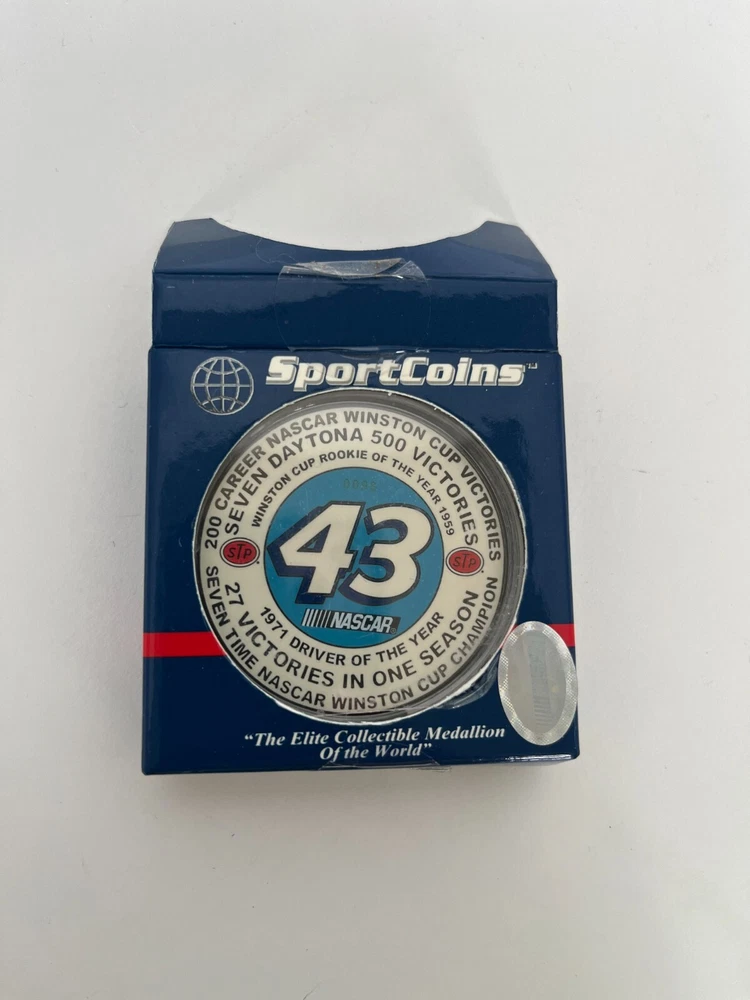 SportCoins™
200 CAREER NASCAR WINSTON CUP VICTORIES
SEVEN DAYTONA 500 VICTORIES
WINSTON CUP ROOKIE OF THE YEAR 1959
43
STP
STP
NASCAR
1971 DRIVER OF THE YEAR
27 VICTORIES IN ONE SEASON
SEVEN TIME NASCAR WINSTON CUP CHAMPION
“The Elite Collectible Medallion
Of the World”